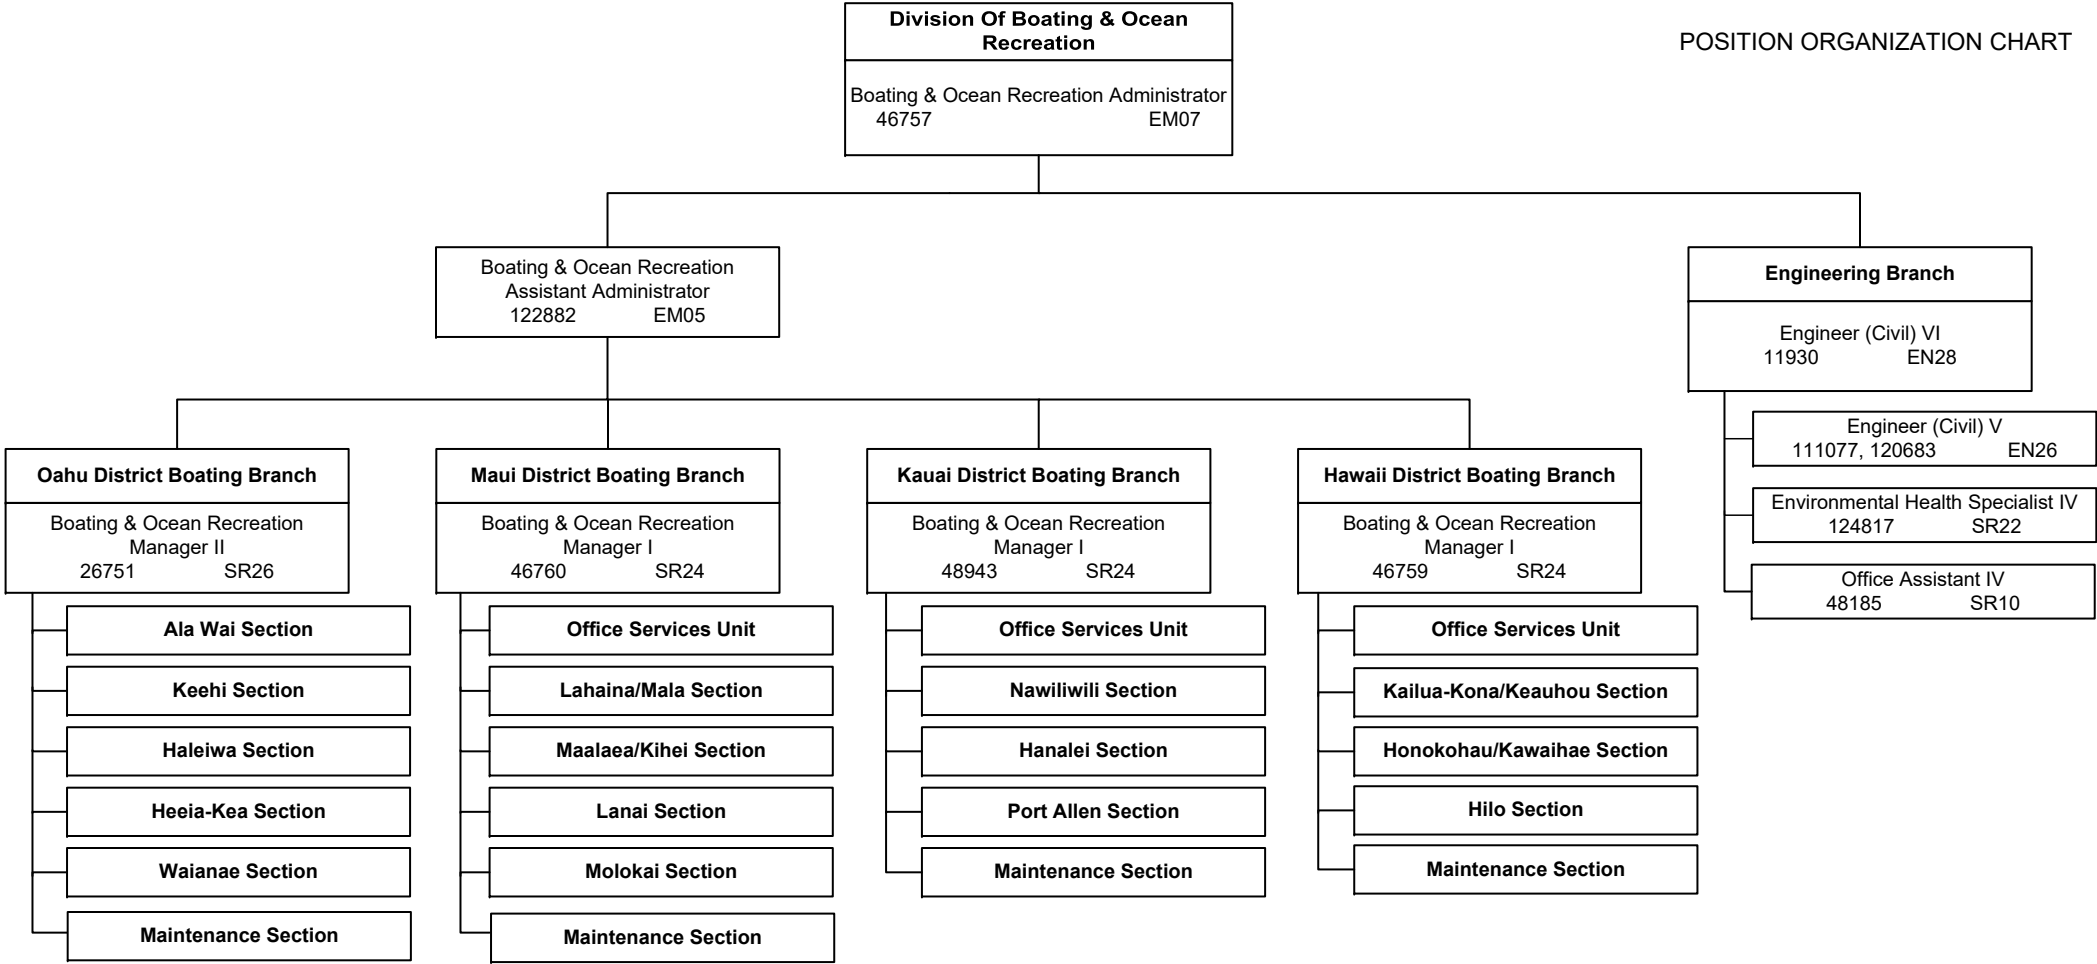 POSITION ORGANIZATION CHART
Division Of Boating & Ocean
Recreation
Boating & Ocean Recreation Administrator
46757 EM07
Boating & Ocean Recreation
Assistant Administrator
122882 EM05
Engineering Branch
Engineer (Civil) VI
11930 EN28
Engineer (Civil) V
111077, 120683 EN26
Environmental Health Specialist IV
124817 SR22
Office Assistant IV
48185 SR10
Oahu District Boating Branch
Boating & Ocean Recreation
Manager II
26751 SR26
Ala Wai Section
Keehi Section
Haleiwa Section
Heeia-Kea Section
Waianae Section
Maintenance Section
Maui District Boating Branch
Boating & Ocean Recreation
Manager I
46760 SR24
Office Services Unit
Lahaina/Mala Section
Maalaea/Kihei Section
Lanai Section
Molokai Section
Maintenance Section
Kauai District Boating Branch
Boating & Ocean Recreation
Manager I
48943 SR24
Office Services Unit
Nawiliwili Section
Hanalei Section
Port Allen Section
Maintenance Section
Hawaii District Boating Branch
Boating & Ocean Recreation
Manager I
46759 SR24
Office Services Unit
Kailua-Kona/Keauhou Section
Honokohau/Kawaihae Section
Hilo Section
Maintenance Section